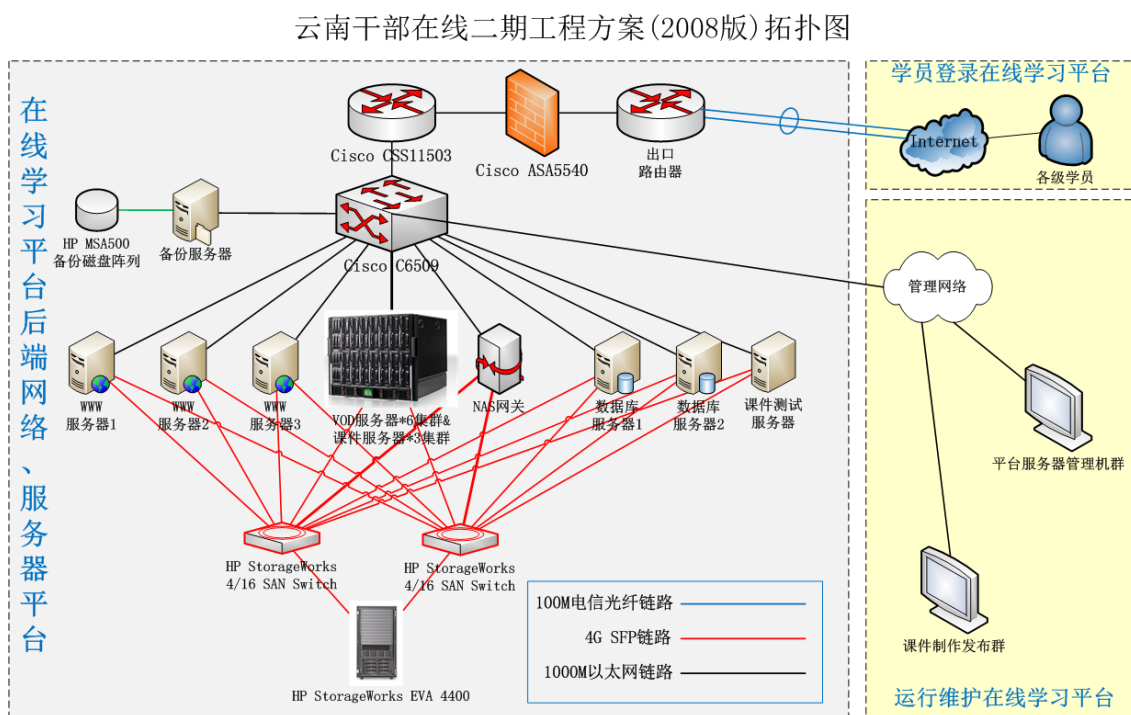 云南干部在线二期工程方案(2008版)拓扑图
在线学习平台后端网络、服务器平台
Cisco CSS11503
Cisco ASA5540
出口
路由器
学员登录在线学习平台
Internet
各级学员
HP MSA500
备份磁盘阵列
备份服务器
Cisco C6509
管理网络
WWW
服务器1
WWW
服务器2
WWW
服务器3
VOD服务器*6集群&
课件服务器*3集群
NAS网关
数据库
服务器1
数据库
服务器2
课件测试
服务器
平台服务器管理机群
HP StorageWorks
4/16 SAN Switch
HP StorageWorks
4/16 SAN Switch
HP StorageWorks EVA 4400
100M电信光纤链路
4G SFP链路
1000M以太网链路
课件制作发布群
运行维护在线学习平台